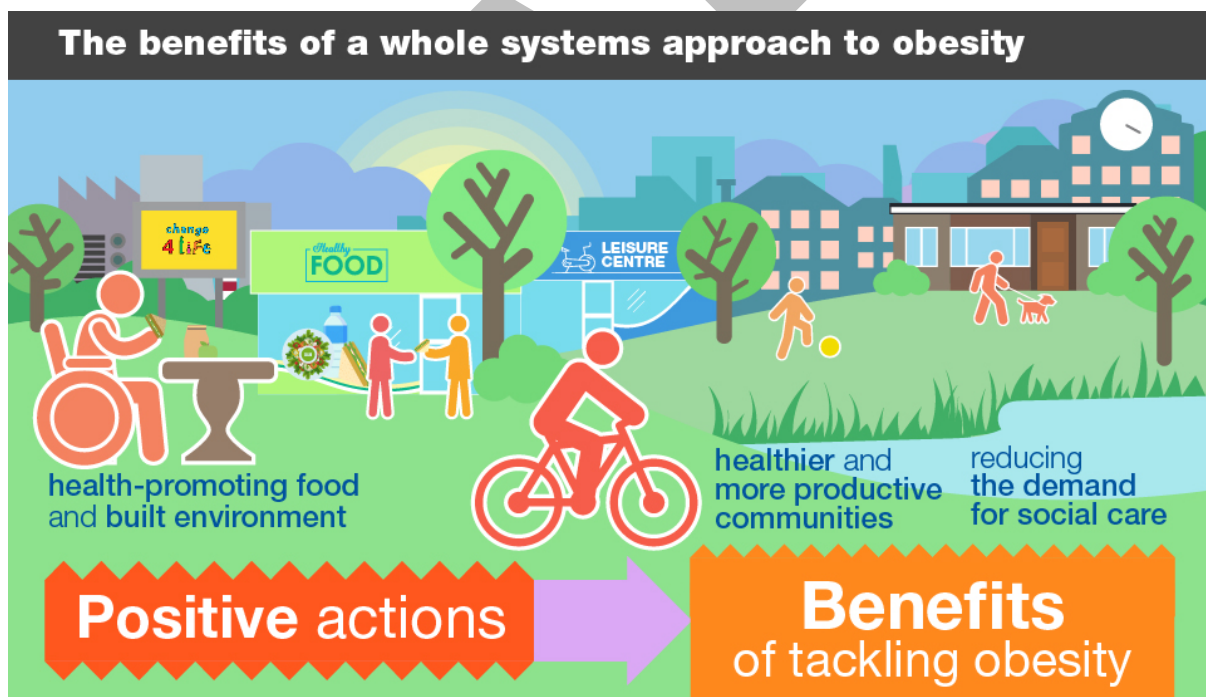 The benefits of a whole systems approach to obesity
change
4 LiFe
Healthy
FOOD
LEISURE
CENTRE
health-promoting food
and built environment
healthier and
more productive
communities
reducing
the demand
for social care
Positive actions
Benefits
of tackling obesity